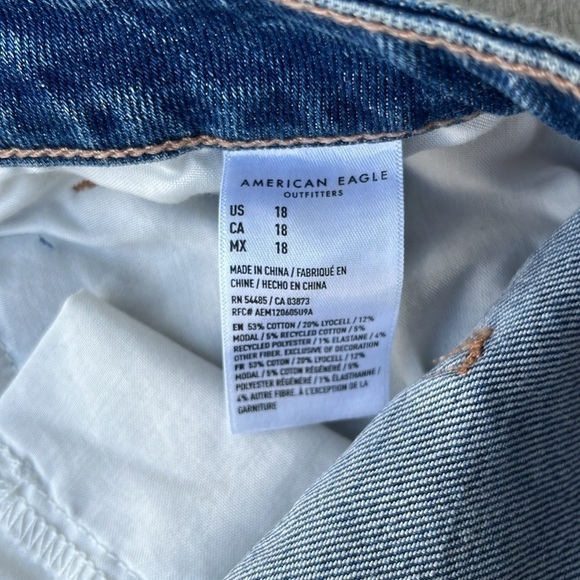 AMERICAN EAGLE
OUTFITTERS
US 18
CA 18
MX 18
MADE IN CHINA / FABRIQUÉ EN
CHINE / HECHO EN CHINA
RN 54485 / CA 03873
RFC# AEM120605U9A
EN 53% COTTON / 20% LYOCELL / 12%
MODAL / 5% RECYCLED COTTON / 5%
RECYCLED POLYESTER / 1% ELASTANE / 4%
OTHER FIBER. EXCLUSIVE OF DECORATION
FR 53% COTON / 20% LYOCELL / 12%
MODAL / 5% COTON RÉGÉNÉRÉ / 5%
POLYESTER RÉGÉNÉRÉ / 1% ÉLASTHANNE /
4% AUTRE FIBRE. À L'EXCEPTION DE LA
GARNITURE